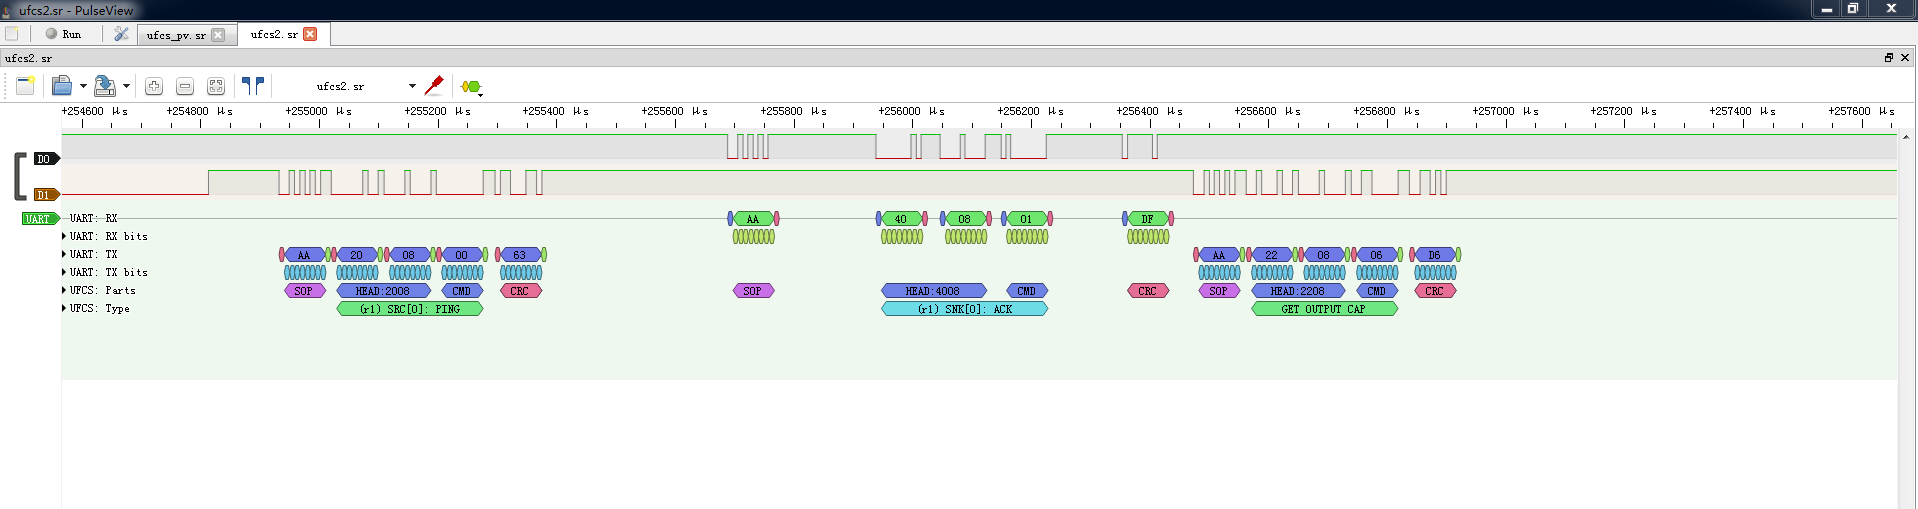 ufcs2.sr - PulseView
Run
ufcs_pv.sr
ufcs2.sr
ufcs2.sr
ufcs2.sr
+254600 μs +254800 μs +255000 μs +255200 μs +255400 μs +255600 μs +255800 μs +256000 μs +256200 μs +256400 μs +256600 μs +256800 μs +257000 μs +257200 μs +257400 μs +257600 μs
D0
D1
UART UART: RX AA 40 08 01 DF
UART: RX bits
UART: TX AA 20 08 00 63 AA 22 08 06 D6
UART: TX bits
UFCS: Parts SOP HEAD:2008 CMD CRC SOP HEAD:4008 CMD CRC SOP HEAD:2208 CMD CRC
UFCS: Type (r1) SRC[0]: PING (r1) SNK[0]: ACK GET OUTPUT CAP